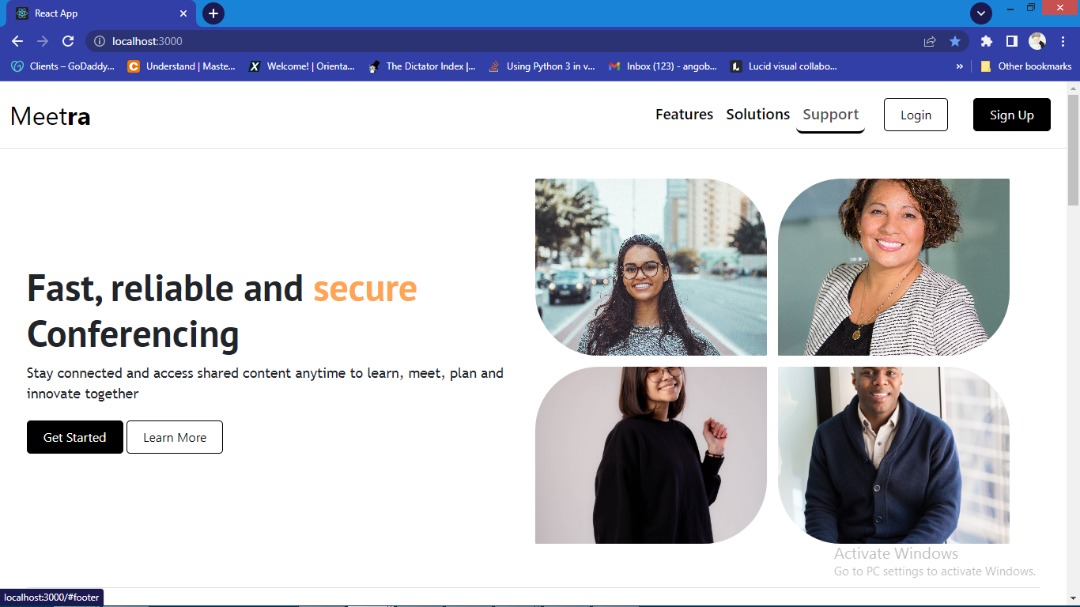 React App
localhost:3000
Clients – GoDaddy... Understand | Maste... Welcome! | Orienta... The Dictator Index |... Using Python 3 in v... Inbox (123) - angob... Lucid visual collabo... » Other bookmarks
Meetra
Features Solutions Support Login Sign Up
Fast, reliable and secure
Conferencing
Stay connected and access shared content anytime to learn, meet, plan and
innovate together
Get Started Learn More
Activate Windows
Go to PC settings to activate Windows.
localhost:3000/#footer